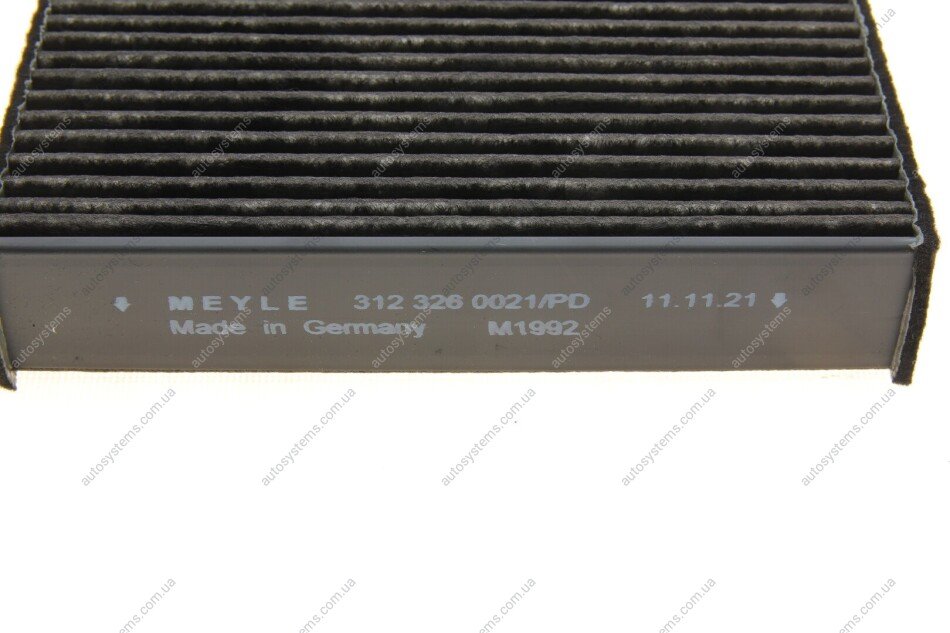 MEYLE 312 326 0021/PD 11.11.21
Made in Germany M1992
autosystems.com.ua